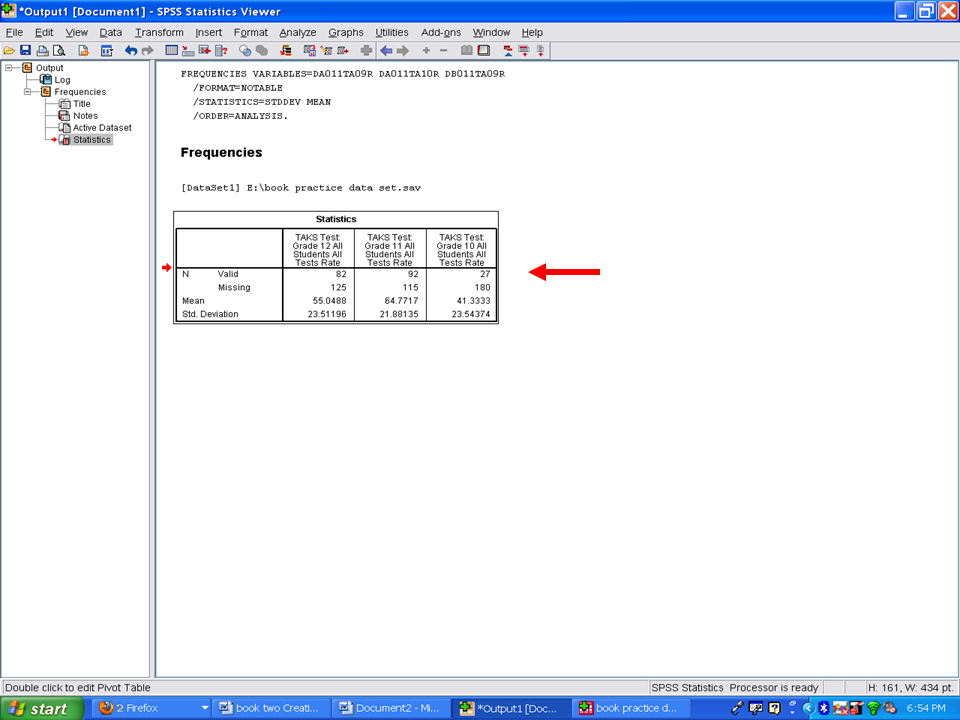 *Output1 [Document1] - SPSS Statistics Viewer
File Edit View Data Transform Insert Format Analyze Graphs Utilities Add-ons Window Help
Output
Log
Frequencies
Title
Notes
Active Dataset
Statistics
FREQUENCIES VARIABLES=DA011TA09R DA011TA10R DB011TA09R
/FORMAT=NOTABLE
/STATISTICS=STDDEV MEAN
/ORDER=ANALYSIS.
Frequencies
[DataSet1] E:\book practice data set.sav
Statistics
TAKS Test: Grade 12 All Students All Tests Rate
TAKS Test: Grade 11 All Students All Tests Rate
TAKS Test: Grade 10 All Students All Tests Rate
N Valid 82 92 27
Missing 125 115 180
Mean 55.0488 64.7717 41.3333
Std. Deviation 23.51196 21.88135 23.54374
Double click to edit Pivot Table
SPSS Statistics Processor is ready
H: 161, W: 434 pt.
start
2 Firefox
book two Creati...
Document2 - Mi...
*Output1 [Doc...
book practice d...
6:54 PM